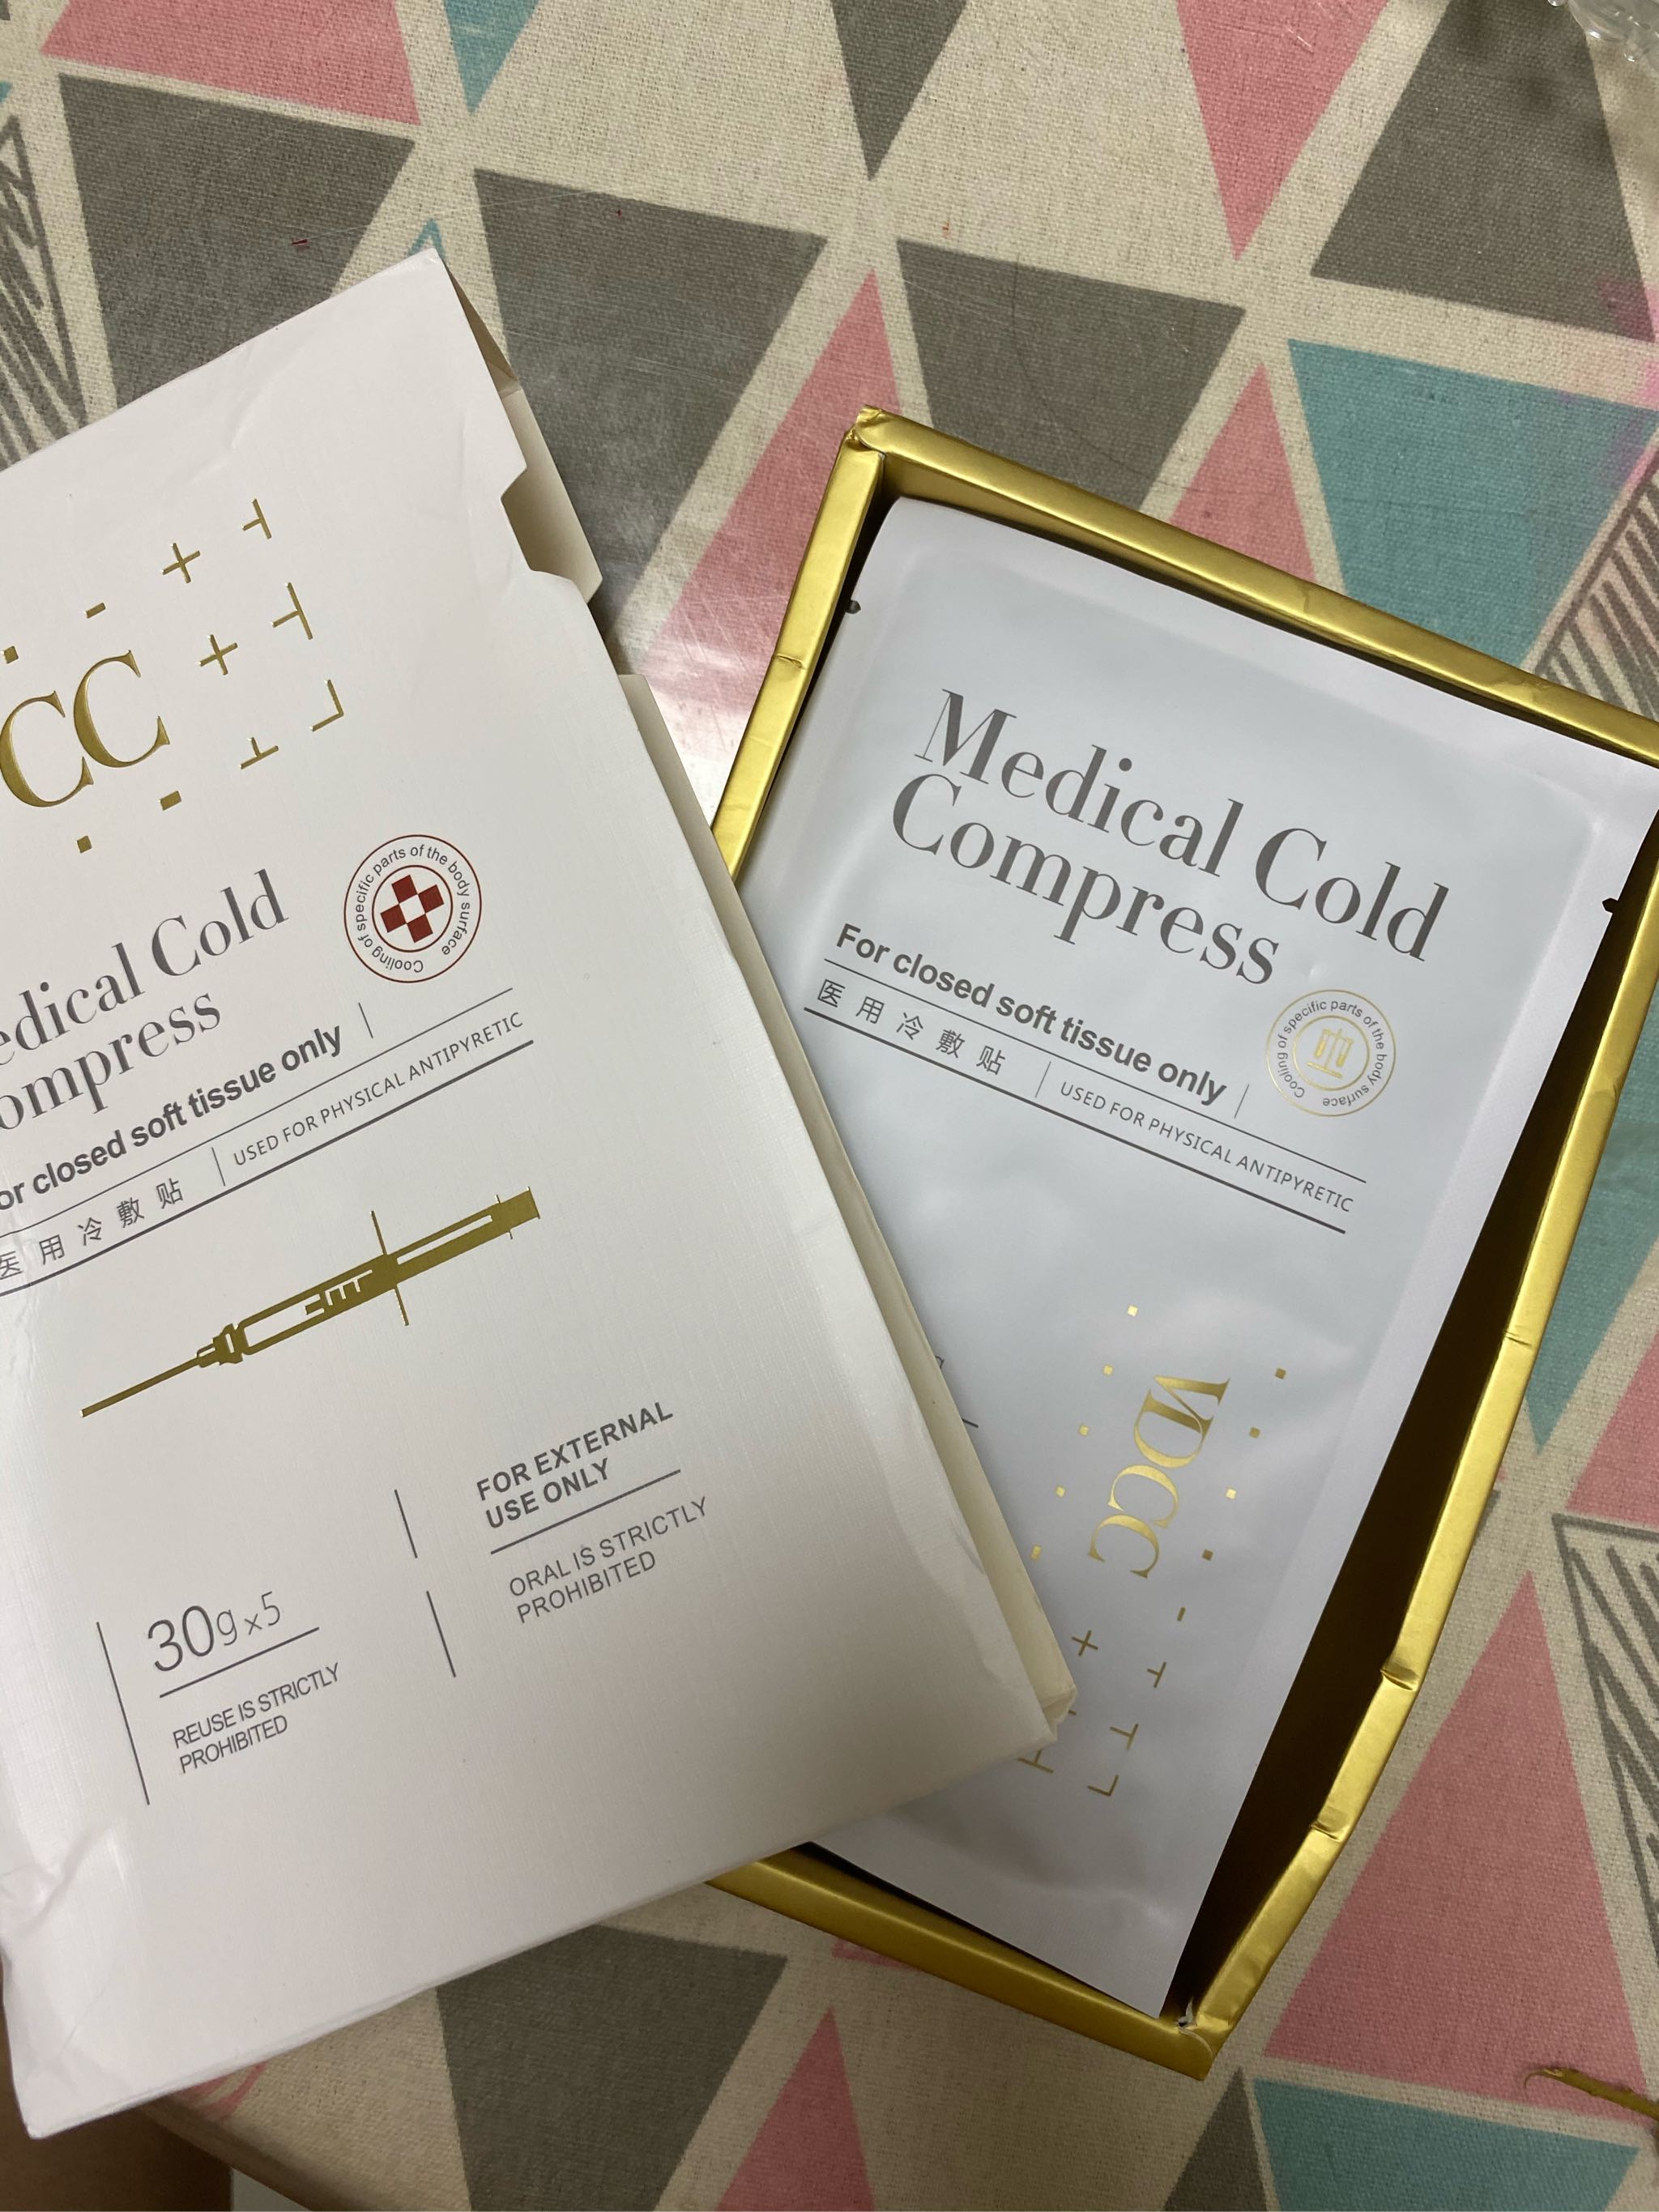 CC
edical Cold
ompress
Cooling of specific parts of the body surface
or closed soft tissue only
医用冷敷贴 USED FOR PHYSICAL ANTIPYRETIC
30g×5
REUSE IS STRICTLY
PROHIBITED
FOR EXTERNAL
USE ONLY
ORAL IS STRICTLY
PROHIBITED
Medical Cold
Compress
For closed soft tissue only
Cooling of specific parts of the body surface
医用冷敷贴 USED FOR PHYSICAL ANTIPYRETIC
MDCC